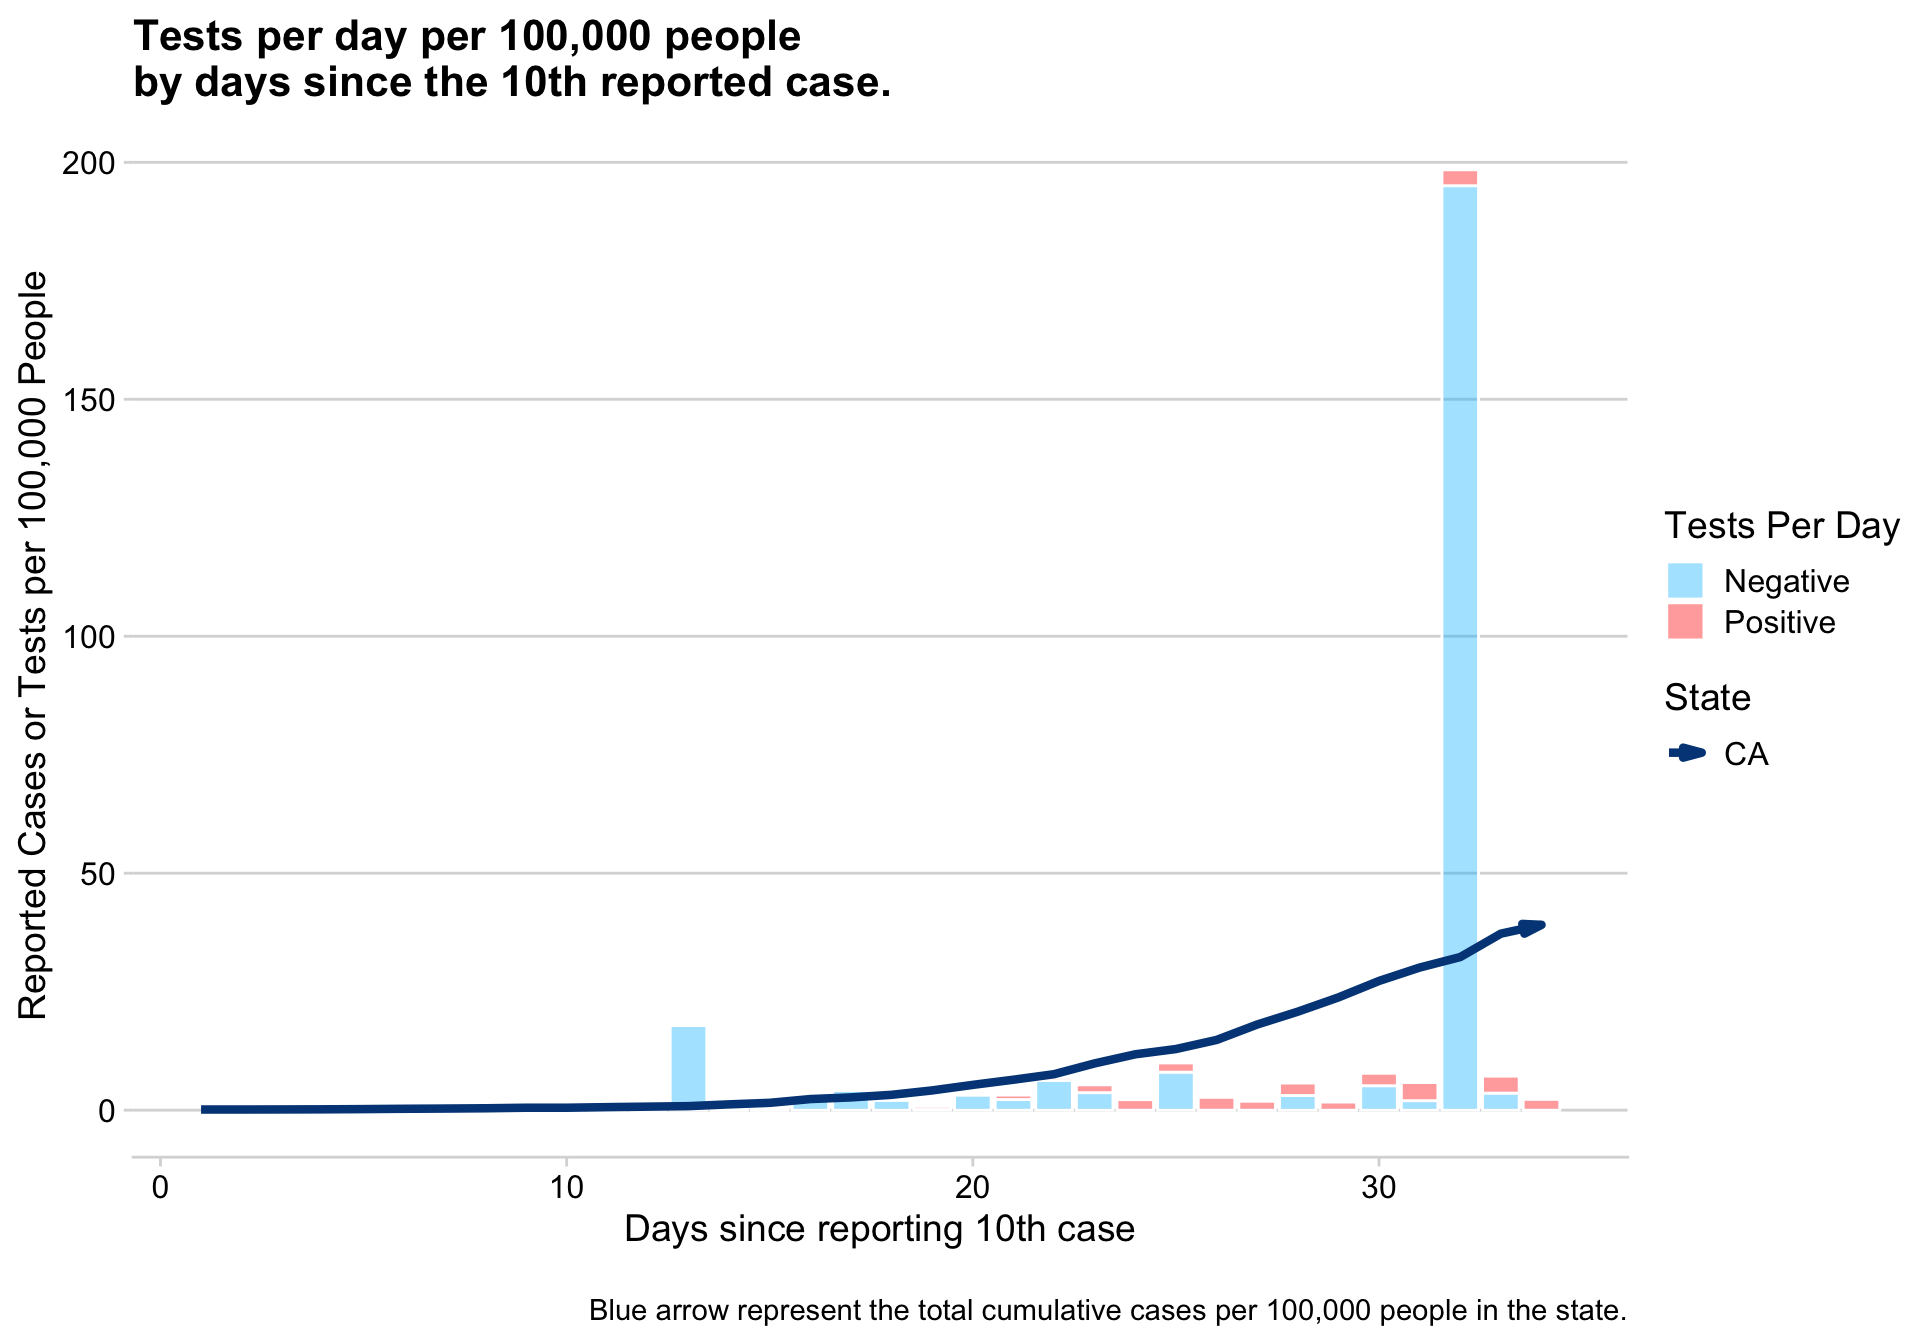 Tests per day per 100,000 people
by days since the 10th reported case.
Reported Cases or Tests per 100,000 People
200
150
100
50
0
0
10
20
30
Days since reporting 10th case
Tests Per Day
Negative
Positive
State
CA
Blue arrow represent the total cumulative cases per 100,000 people in the state.